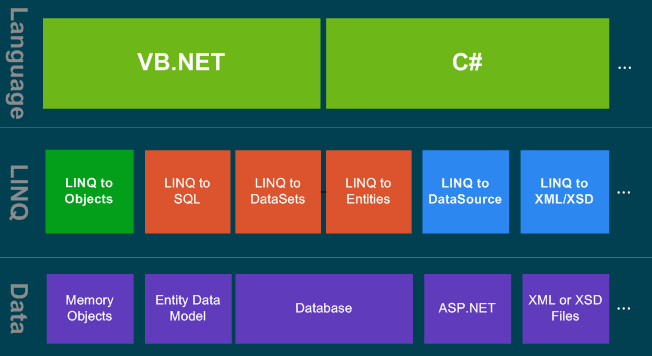 Language
VB.NET
C#
...
LINQ
LINQ to
Objects
LINQ to
SQL
LINQ to
DataSets
LINQ to
Entities
LINQ to
DataSource
LINQ to
XML/XSD
...
Data
Memory
Objects
Entity Data
Model
Database
ASP.NET
XML or XSD
Files
...